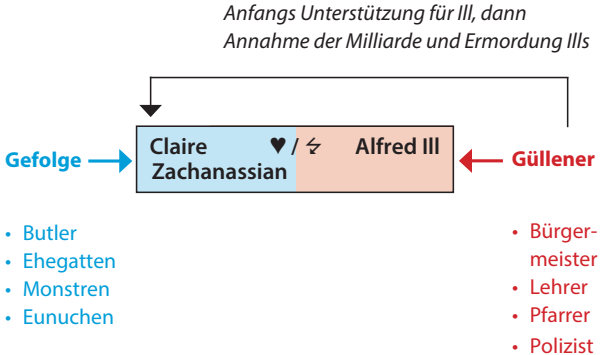 Anfangs Unterstützung für Ill, dann
Annahme der Milliarde und Ermordung Ills
Claire ♥ / ⚡ Alfred Ill
Zachanassian
Gefolge
Güllener
• Butler
• Ehegatten
• Monstren
• Eunuchen
• Bürger-
meister
• Lehrer
• Pfarrer
• Polizist